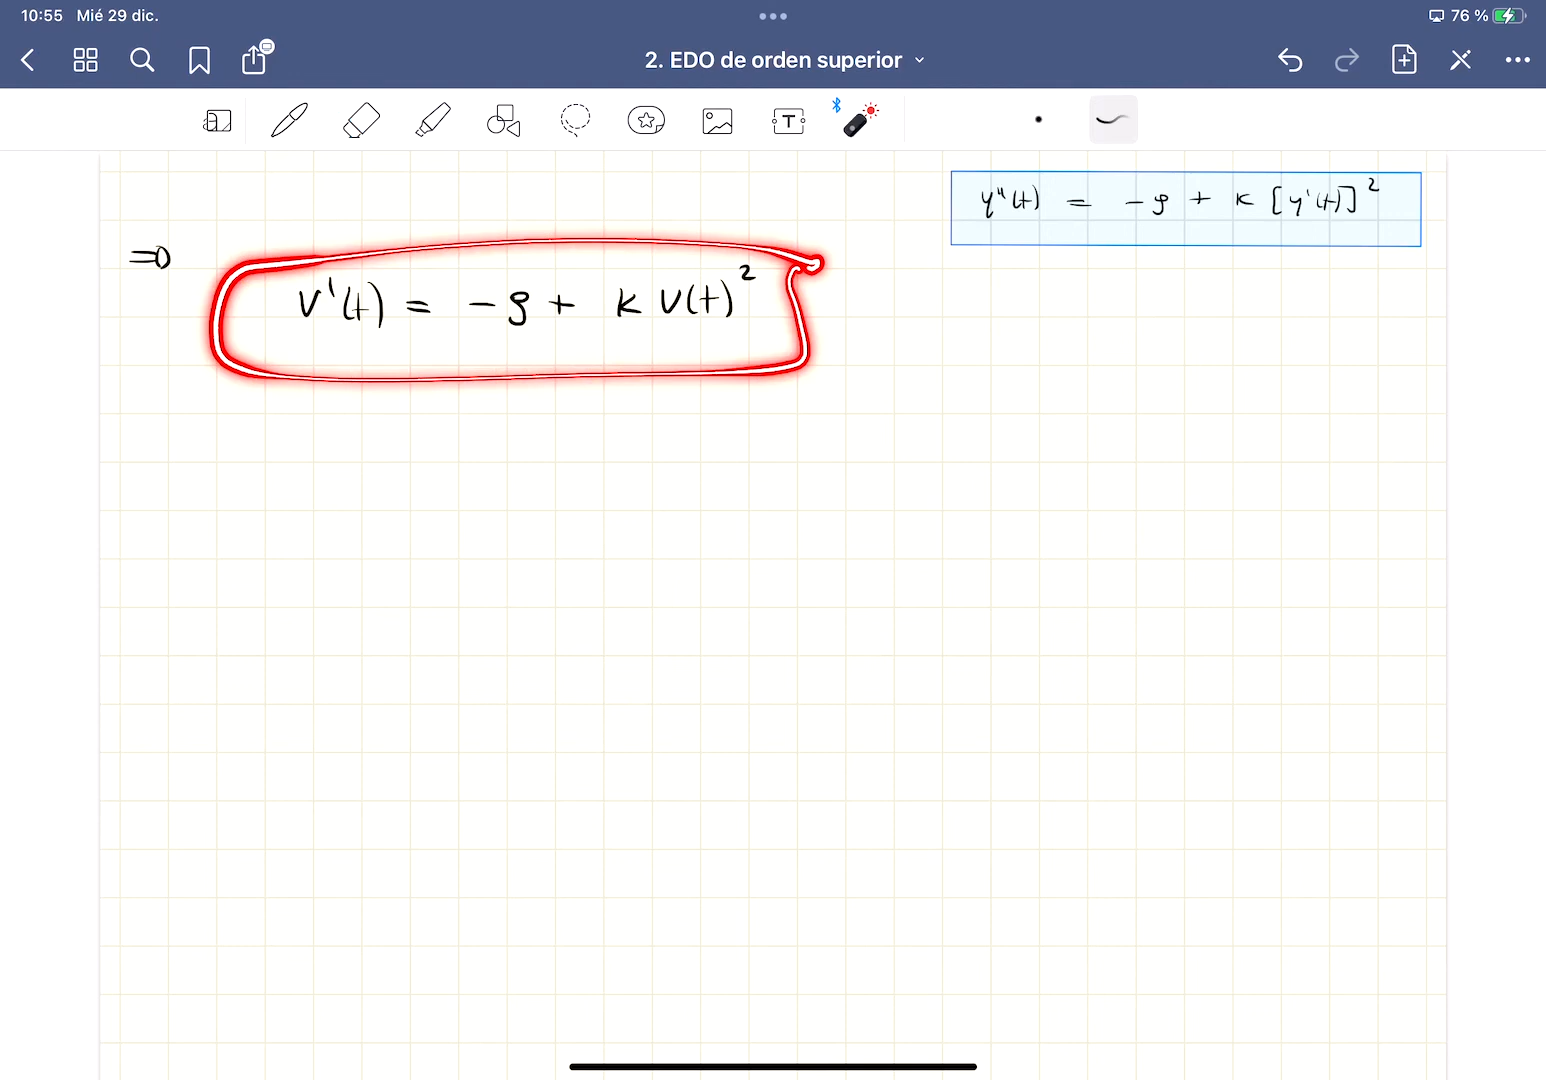 10:55 Mié 29 dic.
76 %
2. EDO de orden superior
T
y''(t) = -g + k [y'(t)]²
⇒
v'(t) = -g + k v(t)²